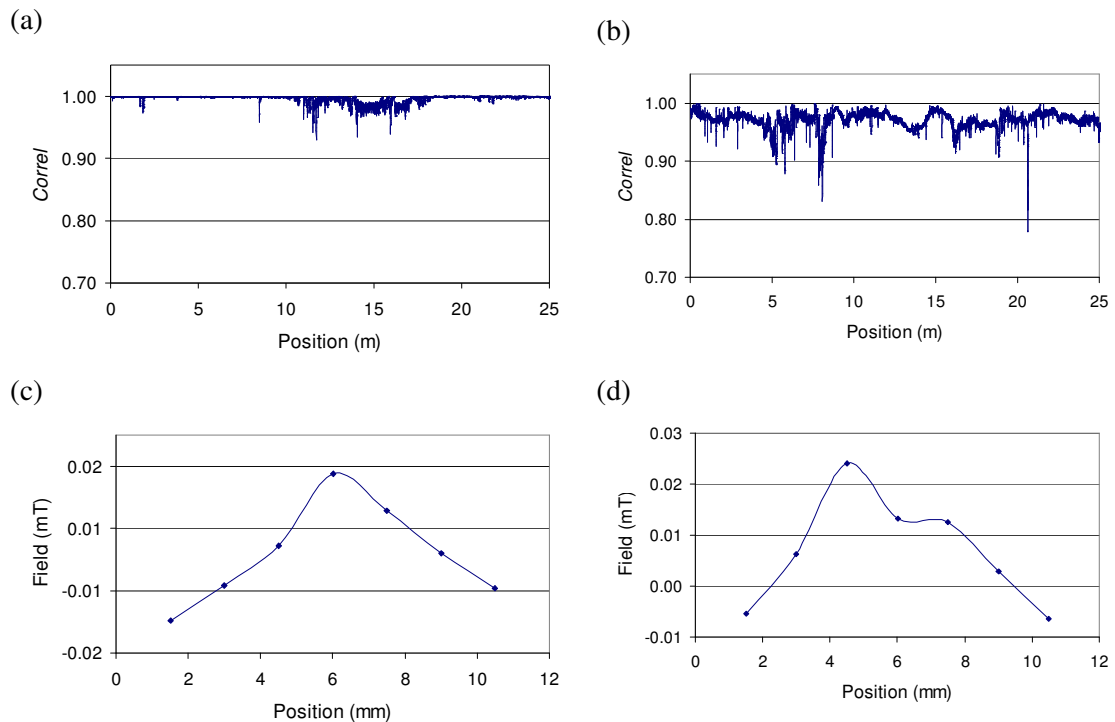 (a)
1.00
0.90
0.80
0.70
Correl
0 5 10 15 20 25
Position (m)
(b)
1.00
0.90
0.80
0.70
Correl
0 5 10 15 20 25
Position (m)
(c)
0.02
0.01
-0.01
-0.02
Field (mT)
0 2 4 6 8 10 12
Position (mm)
(d)
0.03
0.02
0.01
0.00
-0.01
Field (mT)
0 2 4 6 8 10 12
Position (mm)